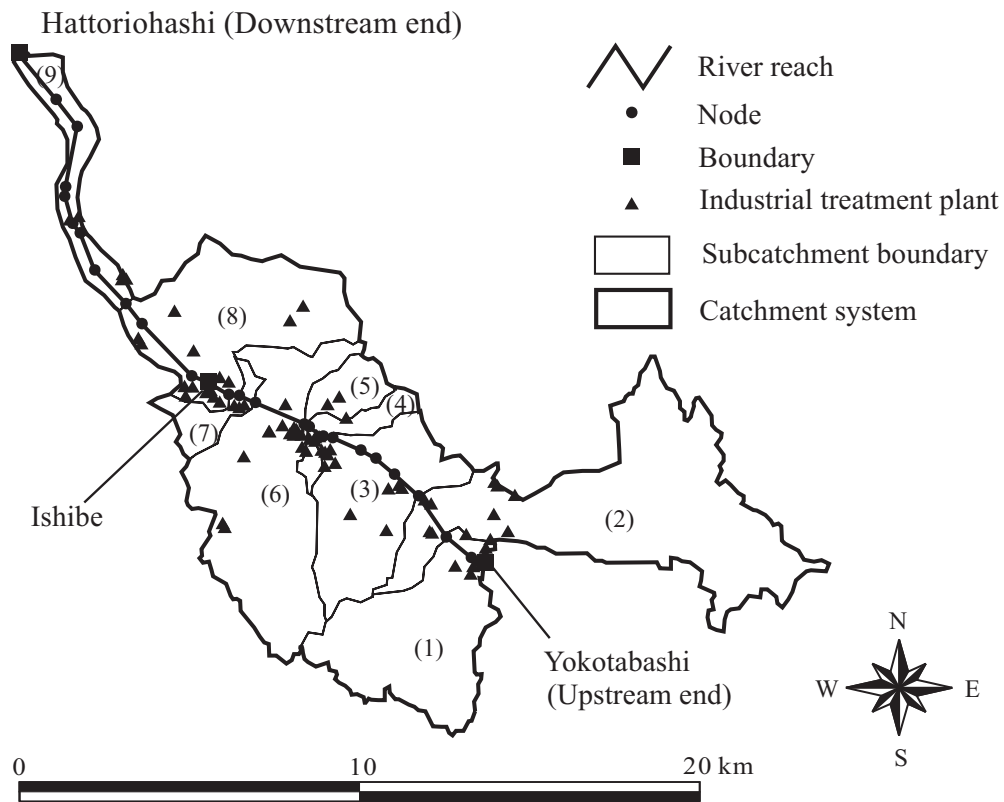 Hattoriohashi (Downstream end)
(9)
River reach
Node
Boundary
Industrial treatment plant
Subcatchment boundary
Catchment system
(8)
(5)
(4)
(7)
(6)
(3)
(2)
Ishibe
(1)
Yokotabashi
(Upstream end)
N
W
E
S
0
10
20 km